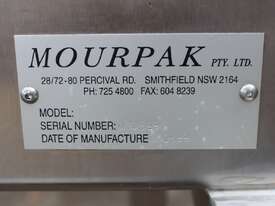 MOURPAK PTY. LTD.
28/72-80 PERCIVAL RD. SMITHFIELD NSW 2164
PH: 725 4800 FAX: 604 8239
MODEL:
SERIAL NUMBER:
DATE OF MANUFACTURE